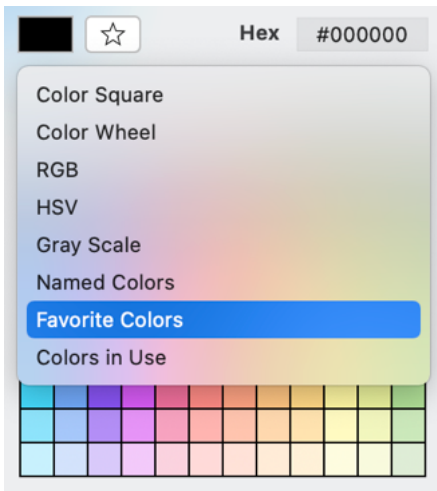 Hex #000000
Color Square
Color Wheel
RGB
HSV
Gray Scale
Named Colors
Favorite Colors
Colors in Use